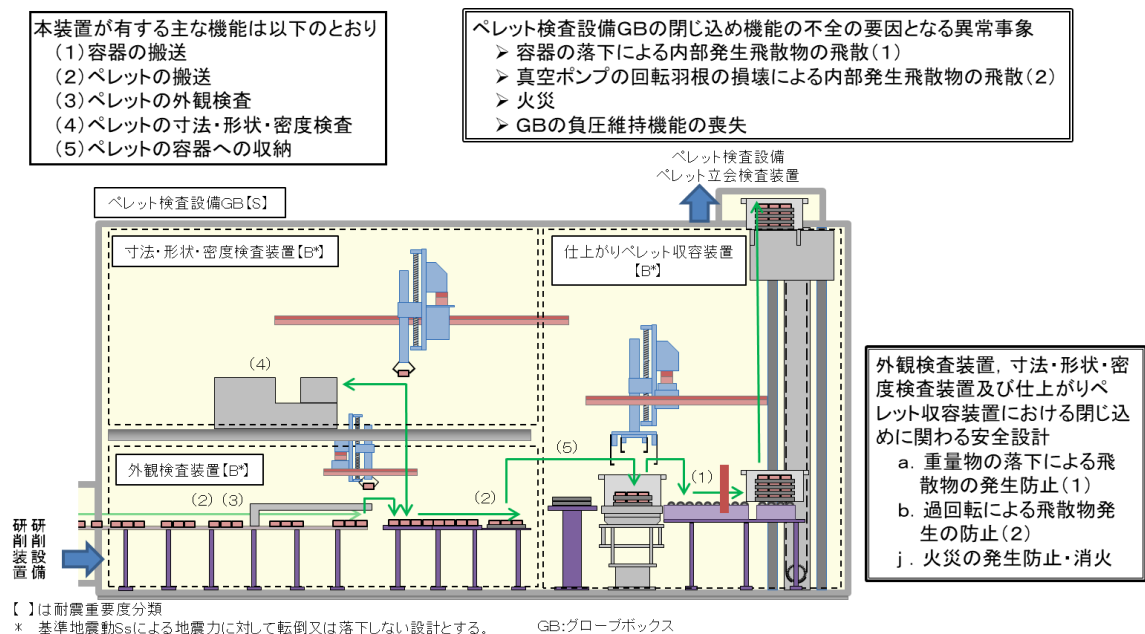 本装置が有する主な機能は以下のとおり
(1)容器の搬送
(2)ペレットの搬送
(3)ペレットの外観検査
(4)ペレットの寸法・形状・密度検査
(5)ペレットの容器への収納
ペレット検査設備GBの閉じ込め機能の不全の要因となる異常事象
➢ 容器の落下による内部発生飛散物の飛散(1)
➢ 真空ポンプの回転羽根の損壊による内部発生飛散物の飛散(2)
➢ 火災
➢ GBの負圧維持機能の喪失
ペレット検査設備
ペレット立会検査装置
ペレット検査設備GB【S】
寸法・形状・密度検査装置【B*】
仕上がりペレット収容装置
【B*】
(4)
外観検査装置【B*】
(2)
(3)
(2)
(5)
(1)
研削設備
研削装置
外観検査装置，寸法・形状・密
度検査装置及び仕上がりペ
レット収容装置における閉じ込
めに関わる安全設計
a. 重量物の落下による飛
散物の発生防止(1)
b. 過回転による飛散物発
生の防止(2)
j. 火災の発生防止・消火
【 】は耐震重要度分類
* 基準地震動Ssによる地震力に対して転倒又は落下しない設計とする。
GB:グローブボックス